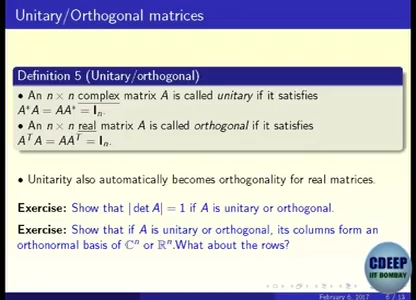 Unitary/Orthogonal matrices
Definition 5 (Unitary/orthogonal)
• An n × n complex matrix A is called unitary if it satisfies
A*A = AA* = Iₙ.
• An n × n real matrix A is called orthogonal if it satisfies
AᵀA = AAᵀ = Iₙ.
• Unitarity also automatically becomes orthogonality for real matrices.
Exercise: Show that | det A| = 1 if A is unitary or orthogonal.
Exercise: Show that if A is unitary or orthogonal, its columns form an
orthonormal basis of ℂⁿ or ℝⁿ.What about the rows?
CDEEP
IIT BOMBAY
February 6, 2017 6 / 13